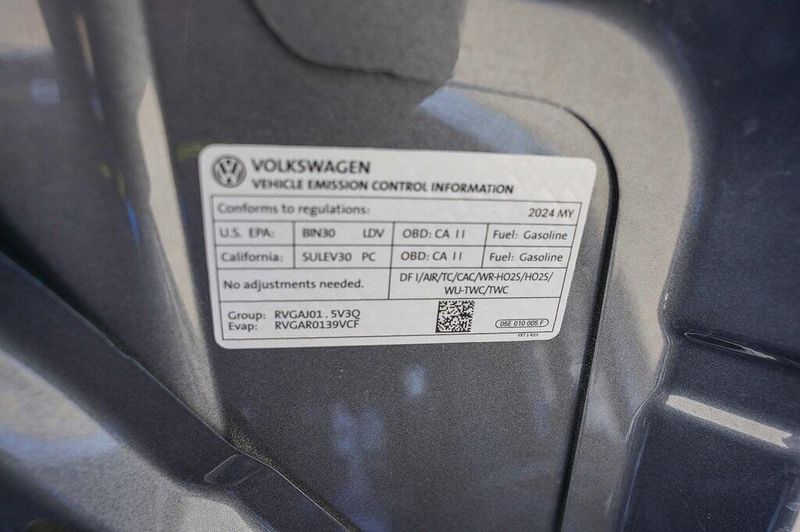 VOLKSWAGEN
VEHICLE EMISSION CONTROL INFORMATION
Conforms to regulations: 2024 MY
U.S. EPA: BIN30 LDV OBD: CA II Fuel: Gasoline
California: SULEV30 PC OBD: CA II Fuel: Gasoline
No adjustments needed. DFI/AIR/TC/CAC/WR-HO2S/HO2S/
WU-TWC/TWC
Group: RVGAJ01.5V3Q
Evap: RVGAR0139VCF
05E 010 005 F